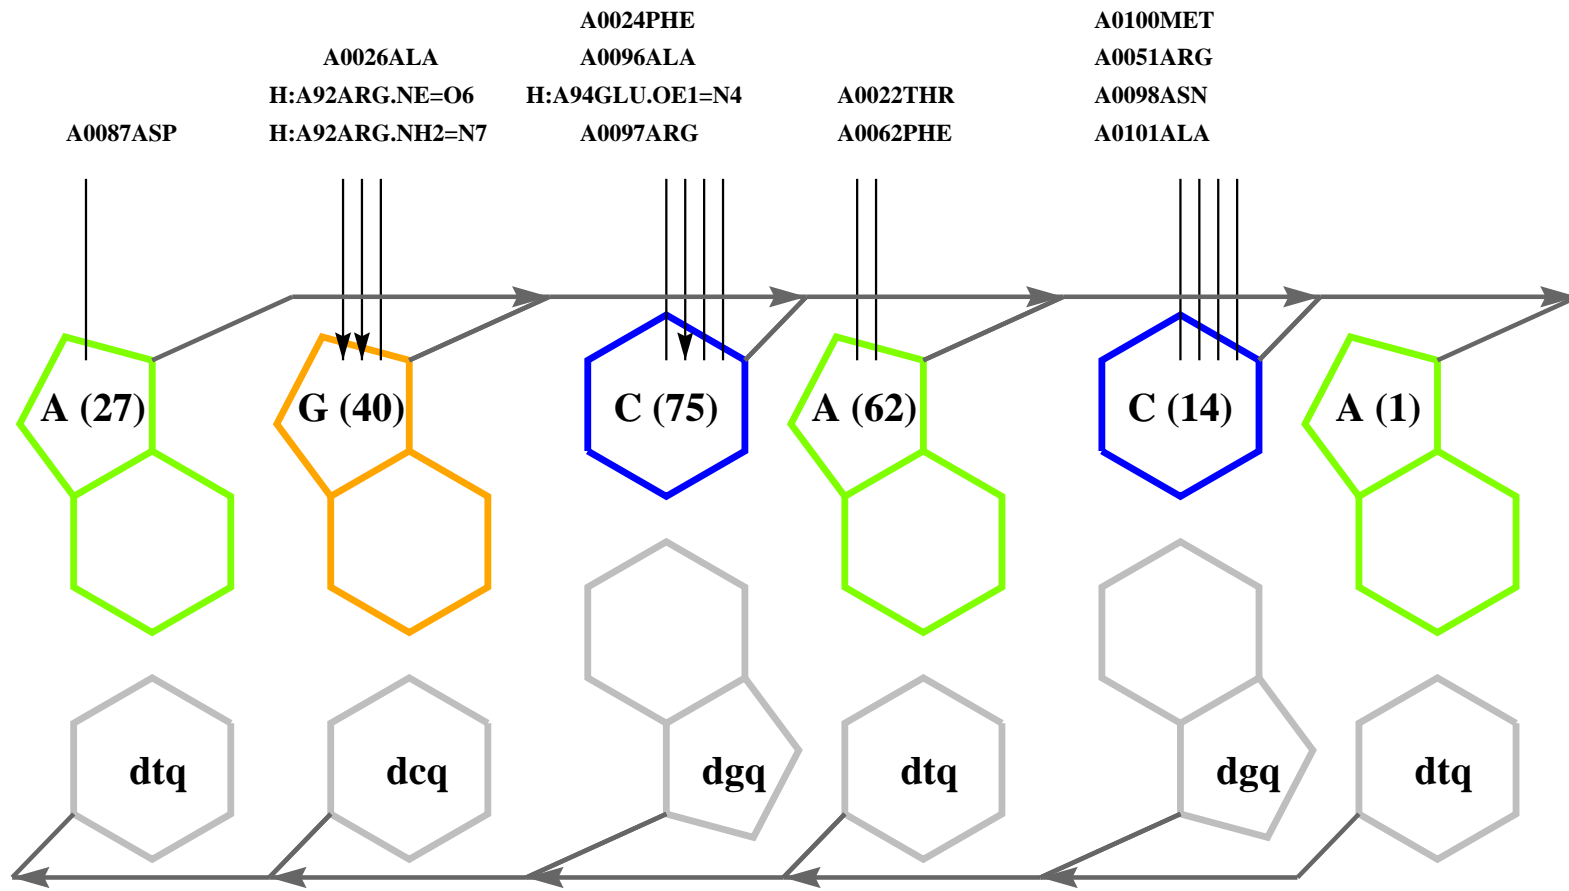 A0087ASP
A0026ALA
H:A92ARG.NE=O6
H:A92ARG.NH2=N7
A0024PHE
A0096ALA
H:A94GLU.OE1=N4
A0097ARG
A0022THR
A0062PHE
A0100MET
A0051ARG
A0098ASN
A0101ALA
A (27)
G (40)
C (75)
A (62)
C (14)
A (1)
dtq
dcq
dgq
dtq
dgq
dtq